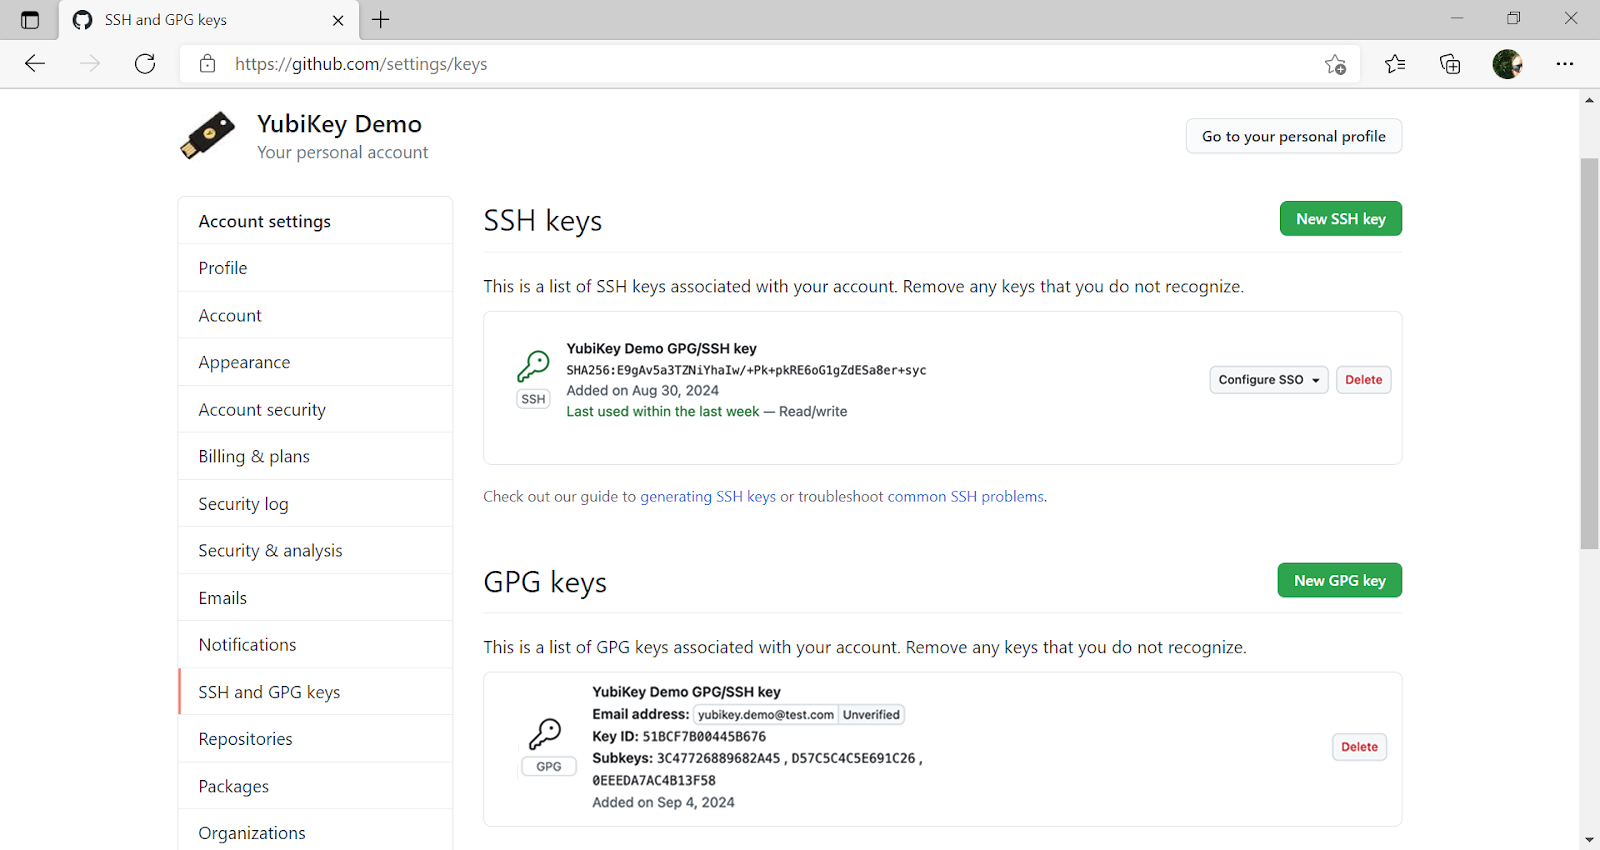 SSH and GPG keys
https://github.com/settings/keys
YubiKey Demo
Your personal account
Go to your personal profile
Account settings
Profile
Account
Appearance
Account security
Billing & plans
Security log
Security & analysis
Emails
Notifications
SSH and GPG keys
Repositories
Packages
Organizations
SSH keys
New SSH key
This is a list of SSH keys associated with your account. Remove any keys that you do not recognize.
SSH
YubiKey Demo GPG/SSH key
SHA256:E9gAv5a3TZNiYhaIw/+Pk+pkRE6oG1gZdESa8er+syc
Added on Aug 30, 2024
Last used within the last week — Read/write
Configure SSO
Delete
Check out our guide to generating SSH keys or troubleshoot common SSH problems.
GPG keys
New GPG key
This is a list of GPG keys associated with your account. Remove any keys that you do not recognize.
GPG
YubiKey Demo GPG/SSH key
Email address: yubikey.demo@test.com Unverified
Key ID: 51BCF7B00445B676
Subkeys: 3C47726889682A45 , D57C5C4C5E691C26 ,
0EEEDA7AC4B13F58
Added on Sep 4, 2024
Delete